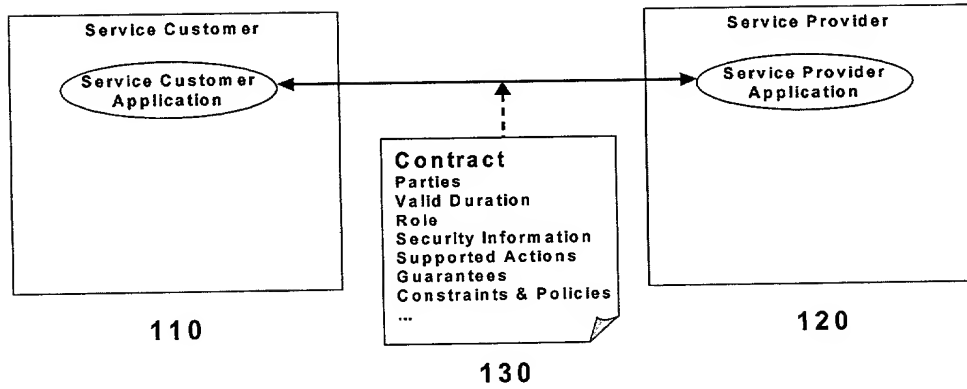 Service Customer
Service Customer
Application
Service Provider
Service Provider
Application
Contract
Parties
Valid Duration
Role
Security Information
Supported Actions
Guarantees
Constraints & Policies
...
110
120
130